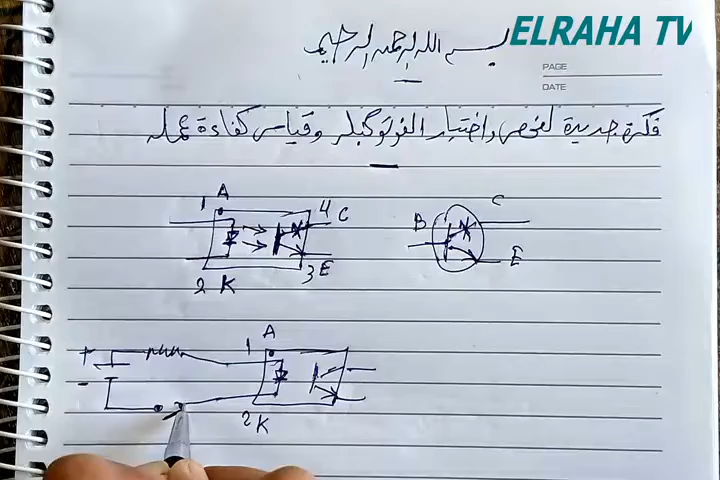 ELRAHA TV
بسم الله الرحمن الرحيم
PAGE
DATE
فكرة جديدة لفحص واختبار الفوتوكبلر وقياس كفاءة عمله
1 A 4 C
2 K 3 E
B C E
+ 1 A
-
2 K